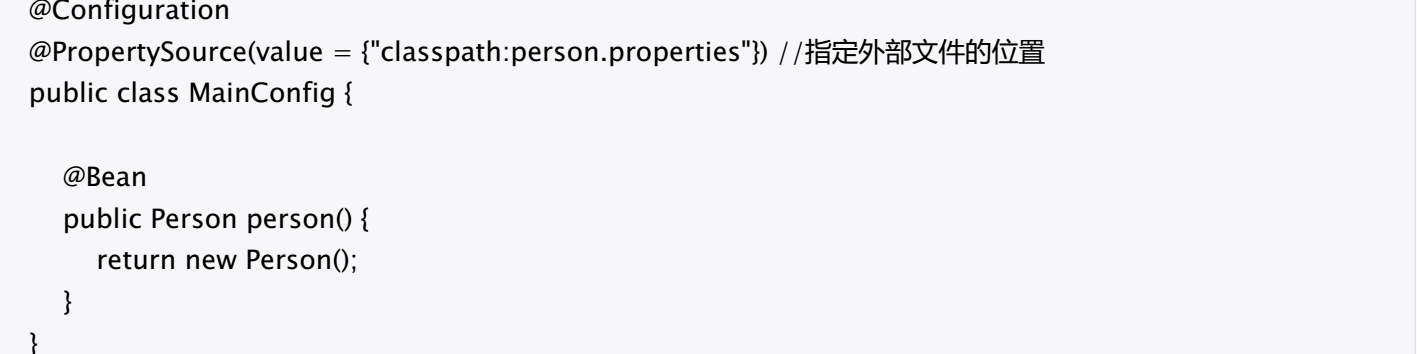 @Configuration
@PropertySource(value = {"classpath:person.properties"}) //指定外部文件的位置
public class MainConfig {
@Bean
public Person person() {
return new Person();
}
}